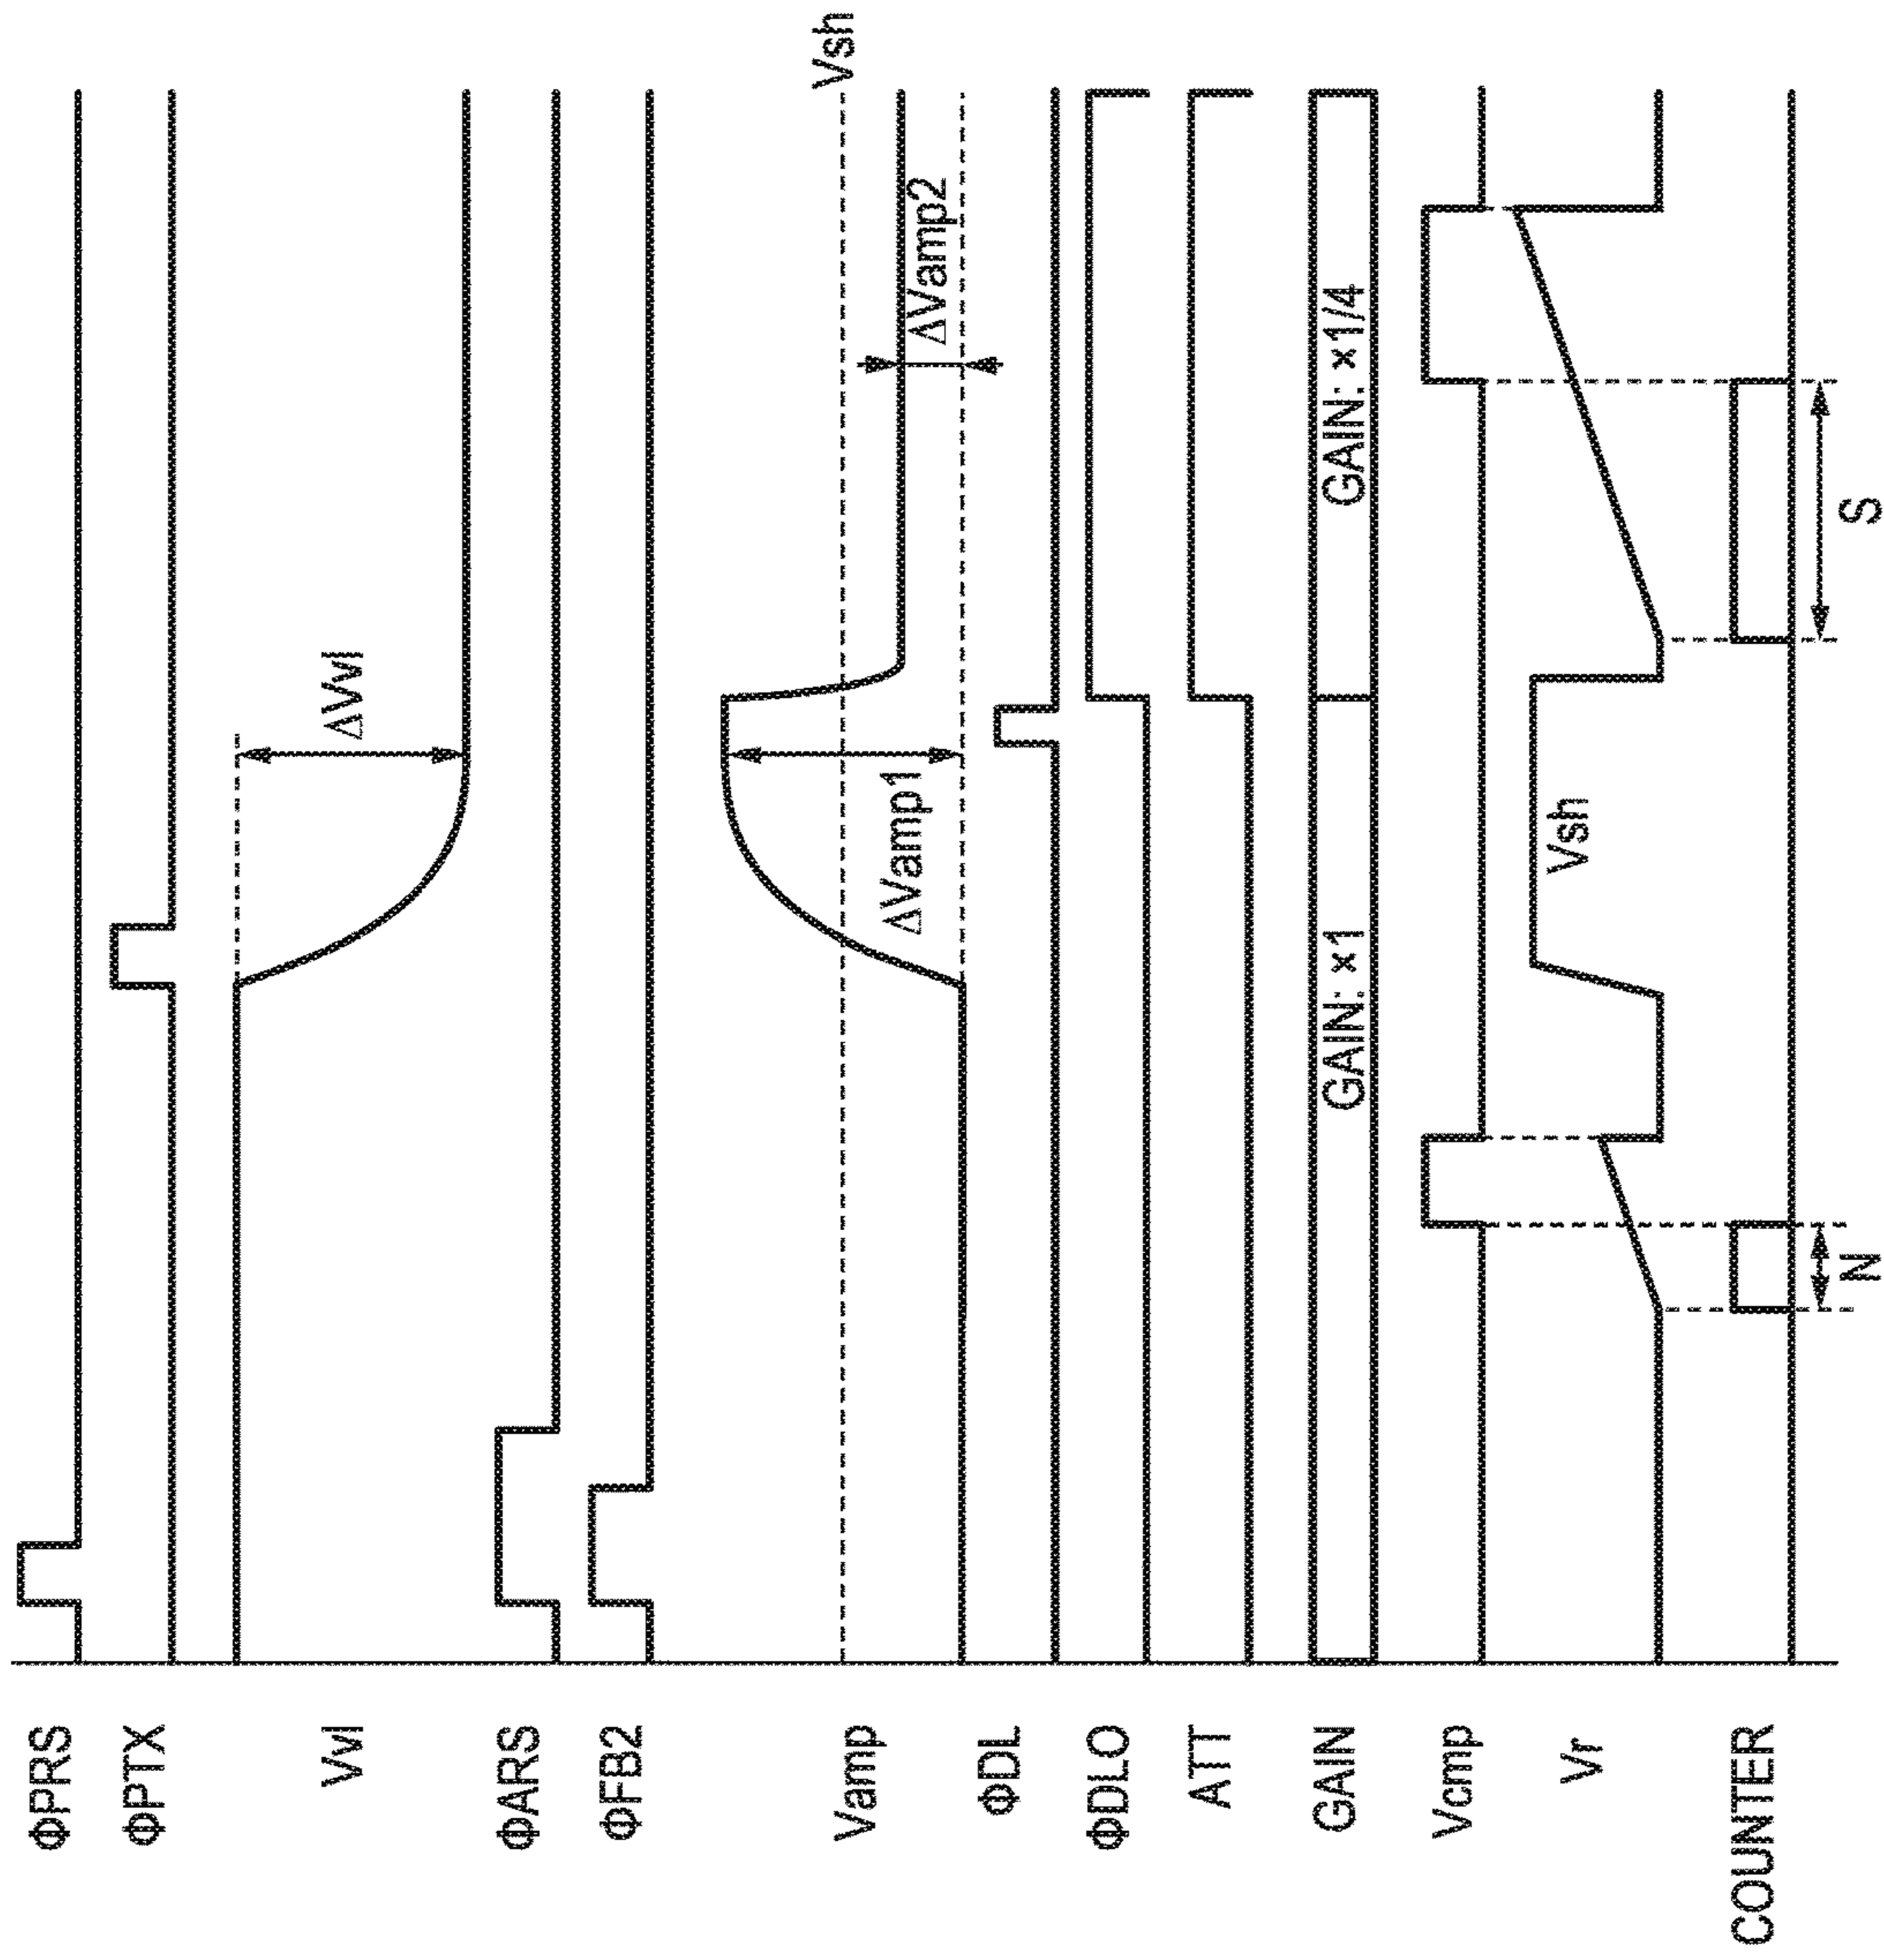 ΦPRS
ΦPTX
Vvl
ΔVvl
ΦARS
ΦFB2
Vamp
Vsh
ΔVamp1
ΔVamp2
ΦDL
ΦDLO
ATT
GAIN
GAIN: ×1
GAIN: ×1/4
Vcmp
Vr
Vsh
COUNTER
N
S